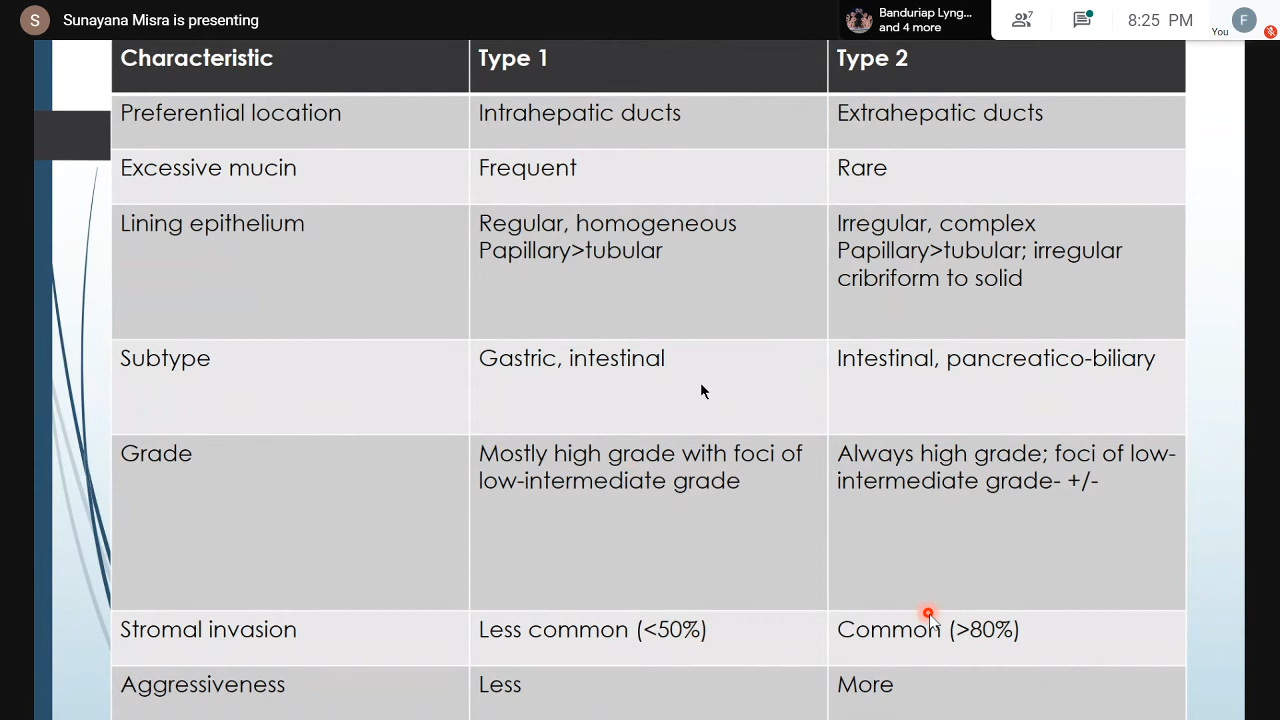 S Sunayana Misra is presenting
Banduriap Lyng...
and 4 more
7
8:25 PM
You
F
Characteristic Type 1 Type 2
Preferential location Intrahepatic ducts Extrahepatic ducts
Excessive mucin Frequent Rare
Lining epithelium Regular, homogeneous Irregular, complex
Papillary>tubular Papillary>tubular; irregular
cribriform to solid
Subtype Gastric, intestinal Intestinal, pancreatico-biliary
Grade Mostly high grade with foci of Always high grade; foci of low-
low-intermediate grade intermediate grade- +/-
Stromal invasion Less common (<50%) Common (>80%)
Aggressiveness Less More